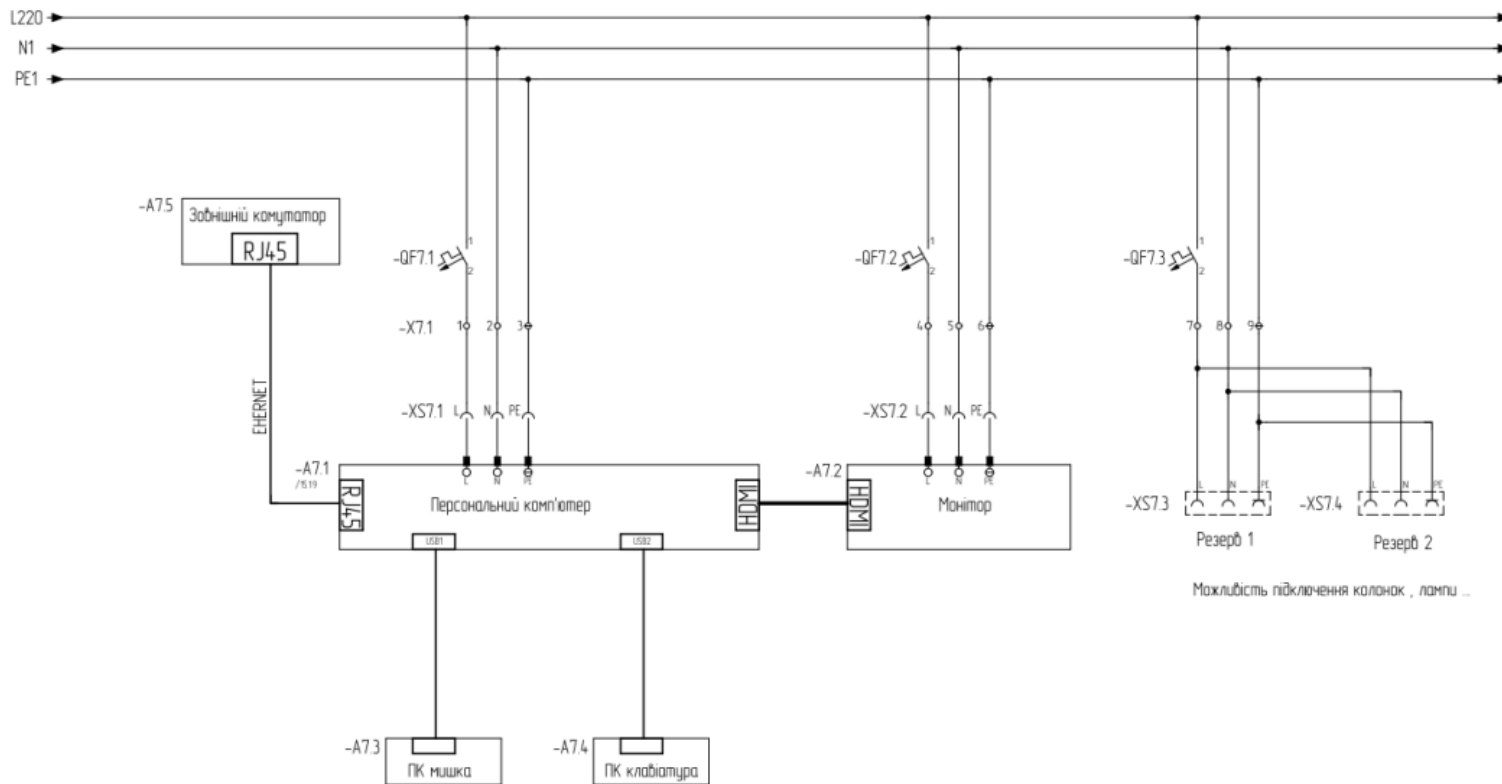 L220
N1
PE1
-A7.5
Зовнішній комутатор
RJ45
-QF7.1
1
2
-QF7.2
1
2
-QF7.3
1
2
-X7.1
1
2
3
4
5
6
7
8
9
EHERNET
-XS7.1
L
N
PE
-XS7.2
L
N
PE
-A7.1
/15.19
L
N
PE
RJ45
Персональний комп'ютер
HDMI
USB1
USB2
-A7.2
L
N
PE
HDMI
Монітор
-XS7.3
L
N
PE
Резерв 1
-XS7.4
L
N
PE
Резерв 2
Можливість підключення колонок , лампи ...
-A7.3
ПК мишка
-A7.4
ПК клавіатура